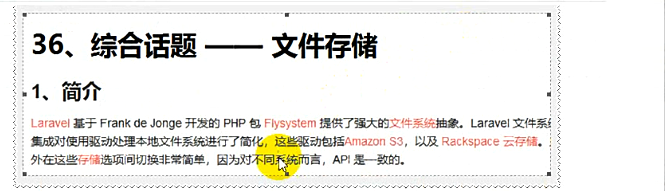 36、综合话题 —— 文件存储
1、简介
Laravel 基于 Frank de Jonge 开发的 PHP 包 Flysystem 提供了强大的文件系统抽象。Laravel 文件系统
集成对使用驱动处理本地文件系统进行了简化，这些驱动包括Amazon S3，以及 Rackspace 云存储。
外在这些存储选项间切换非常简单，因为对不同系统而言，API 是一致的。